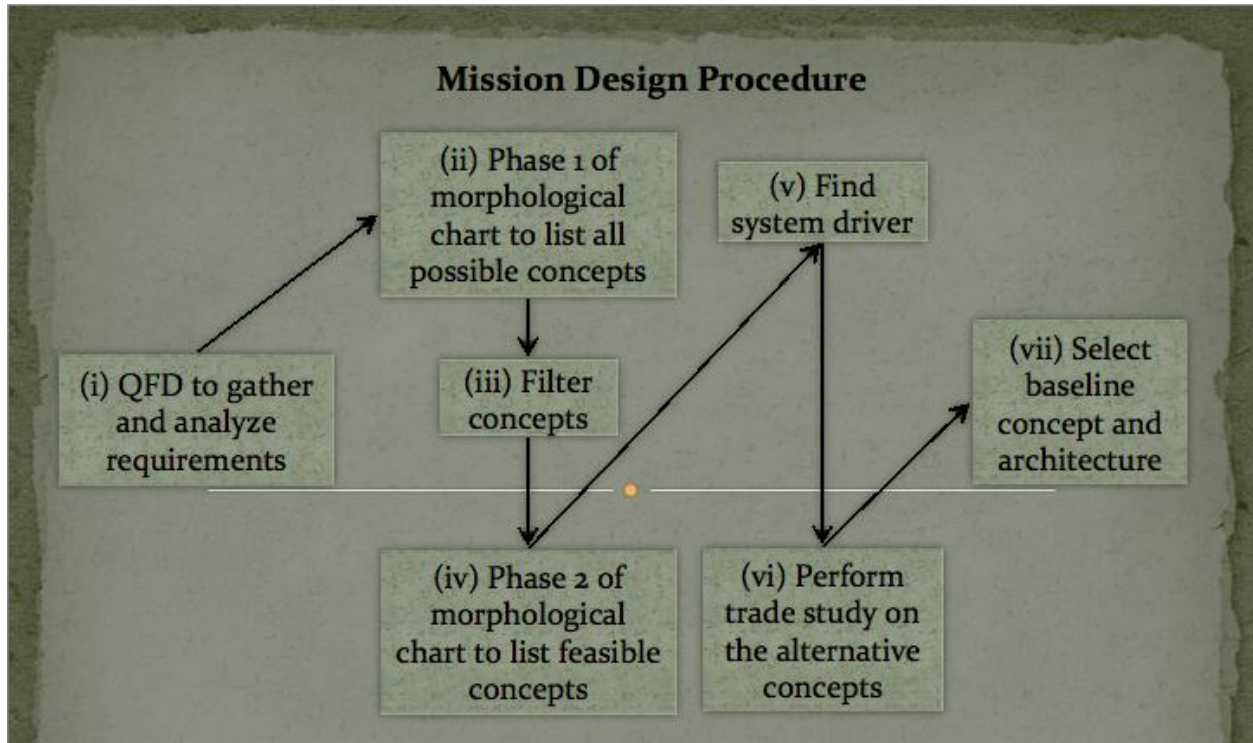 Mission Design Procedure
(i) QFD to gather
and analyze
requirements
(ii) Phase 1 of
morphological
chart to list all
possible concepts
(iii) Filter
concepts
(iv) Phase 2 of
morphological
chart to list feasible
concepts
(v) Find
system driver
(vi) Perform
trade study on
the alternative
concepts
(vii) Select
baseline
concept and
architecture